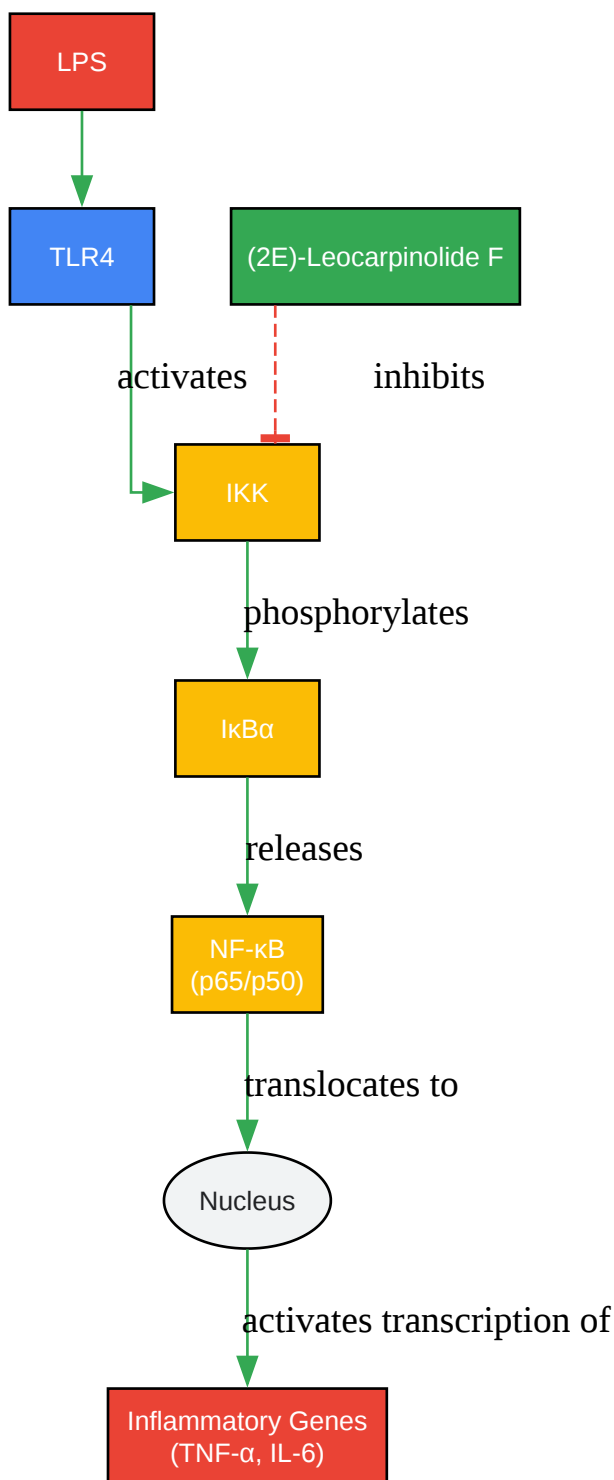 LPS
TLR4
(2E)-Leocarpinolide F
activates
inhibits
IKK
phosphorylates
IκBα
releases
NF-κB
(p65/p50)
translocates to
Nucleus
activates transcription of
Inflammatory Genes
(TNF-α, IL-6)